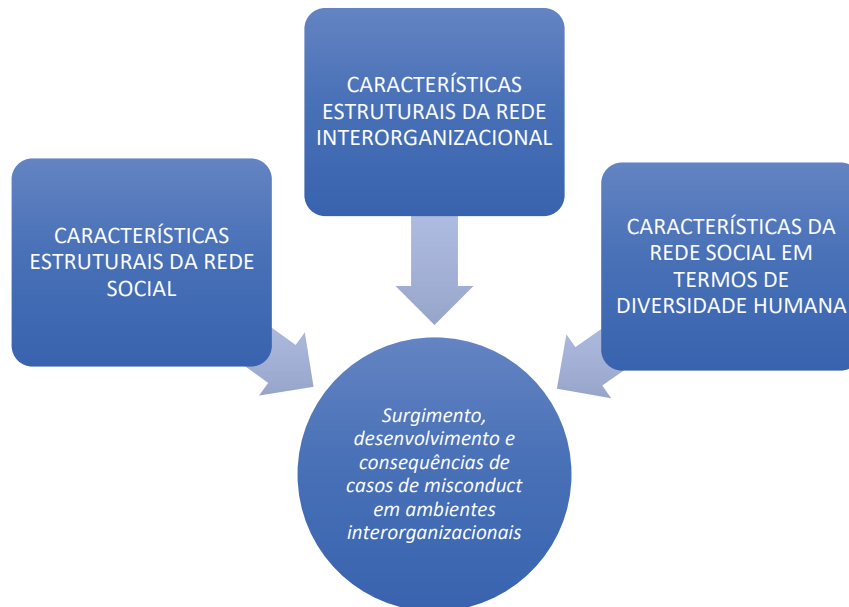 CARACTERÍSTICAS
ESTRUTURAIS DA REDE
INTERORGANIZACIONAL
CARACTERÍSTICAS
ESTRUTURAIS DA REDE
SOCIAL
CARACTERÍSTICAS DA
REDE SOCIAL EM
TERMOS DE
DIVERSIDADE HUMANA
Surgimento,
desenvolvimento e
consequências de
casos de misconduct
em ambientes
interorganizacionais